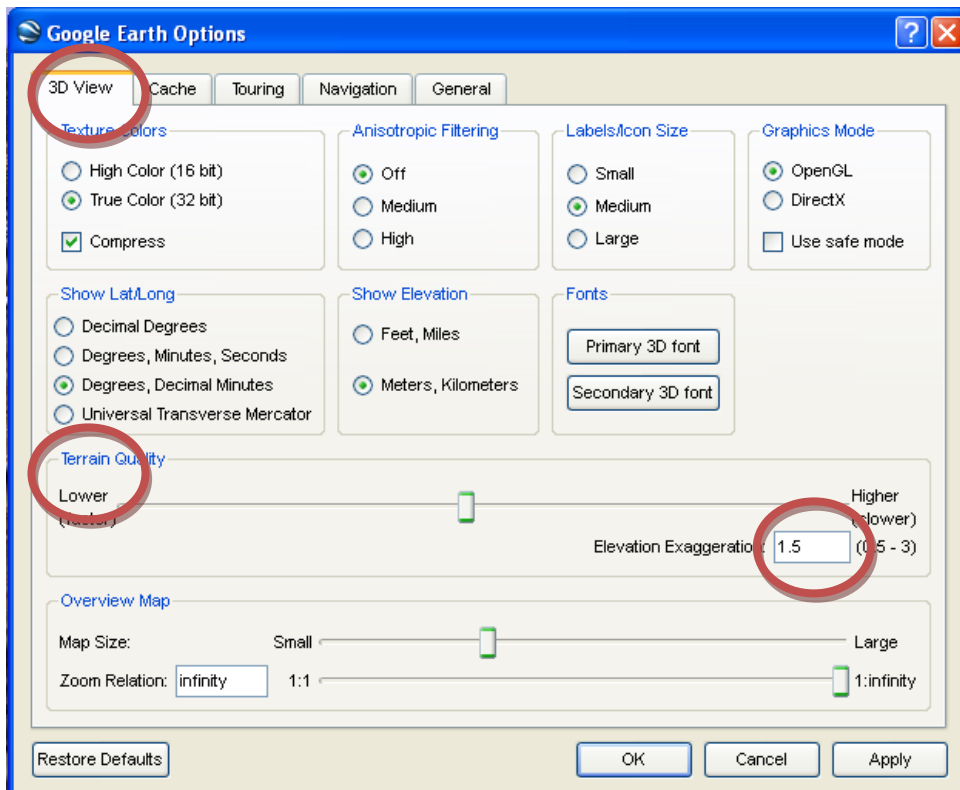 Google Earth Options
3D View Cache Touring Navigation General
Texture Colors
High Color (16 bit)
True Color (32 bit)
Compress
Anisotropic Filtering
Off
Medium
High
Labels/Icon Size
Small
Medium
Large
Graphics Mode
OpenGL
DirectX
Use safe mode
Show Lat/Long
Decimal Degrees
Degrees, Minutes, Seconds
Degrees, Decimal Minutes
Universal Transverse Mercator
Show Elevation
Feet, Miles
Meters, Kilometers
Fonts
Primary 3D font
Secondary 3D font
Terrain Quality
Lower
(faster)
Higher
(slower)
Elevation Exaggeration: 1.5 (0.5 - 3)
Overview Map
Map Size: Small Large
Zoom Relation: infinity 1:1 1:infinity
Restore Defaults OK Cancel Apply